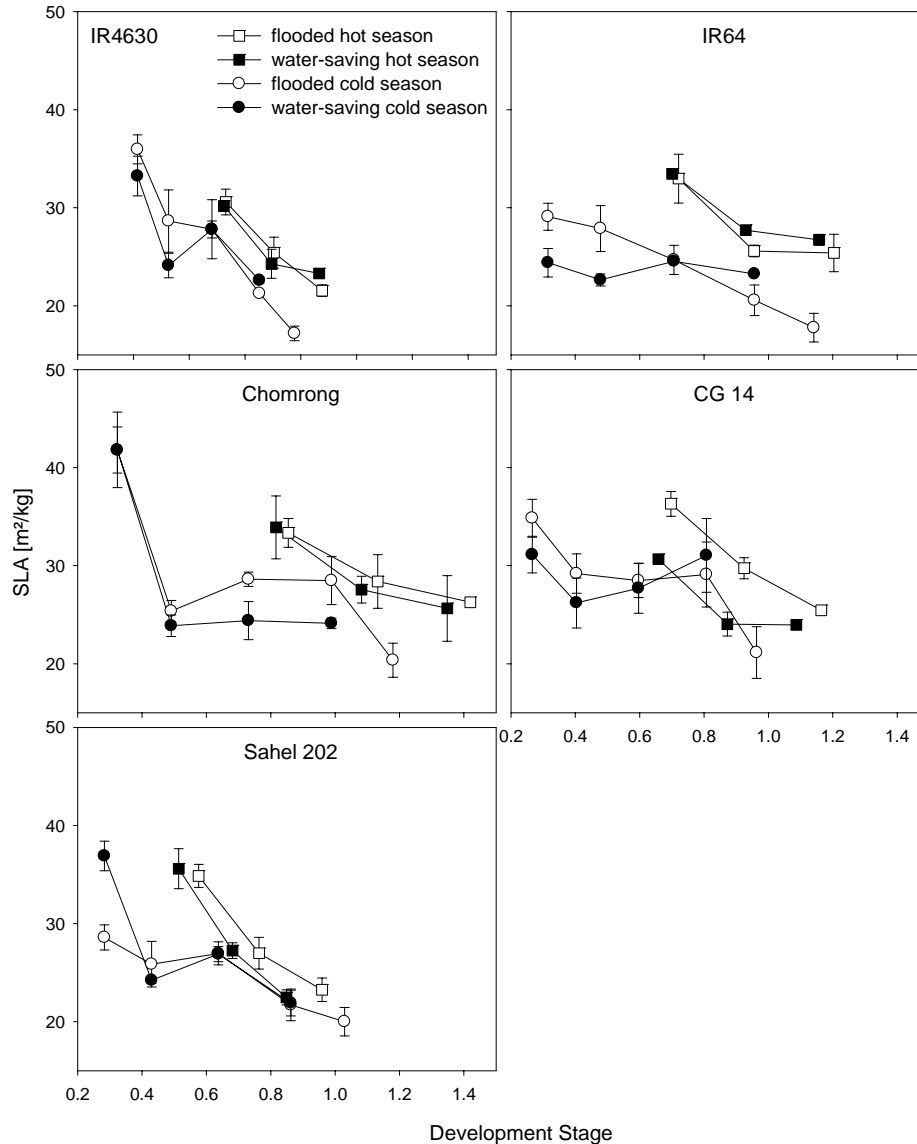 50
IR4630
flooded hot season
water-saving hot season
flooded cold season
water-saving cold season
IR64
40
30
20
50
Chomrong
CG 14
40
SLA [m²/kg]
30
20
0.2 0.4 0.6 0.8 1.0 1.2 1.4
50
Sahel 202
40
30
20
0.2 0.4 0.6 0.8 1.0 1.2 1.4
Development Stage